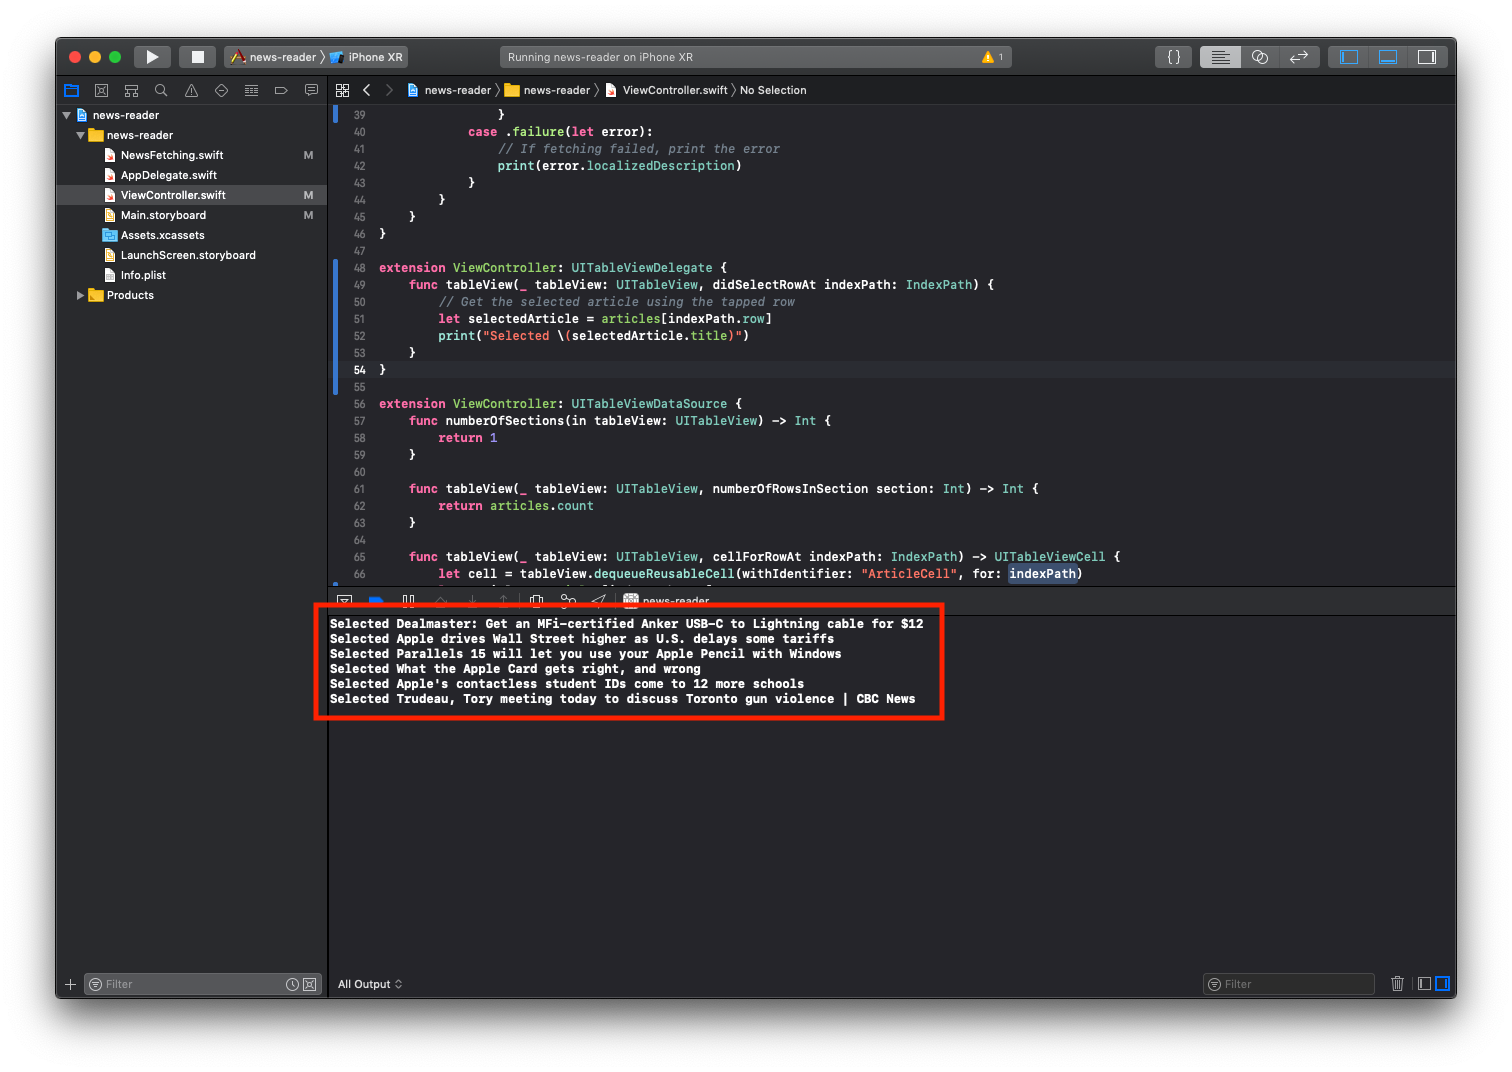 news-reader iPhone XR
Running news-reader on iPhone XR
1
{ }
news-reader
news-reader
NewsFetching.swift M
AppDelegate.swift
ViewController.swift M
Main.storyboard M
Assets.xcassets
LaunchScreen.storyboard
Info.plist
Products
Filter
news-reader news-reader ViewController.swift No Selection
39 }
40 case .failure(let error):
41 // If fetching failed, print the error
42 print(error.localizedDescription)
43 }
44 }
45 }
46 }
47
48 extension ViewController: UITableViewDelegate {
49 func tableView(_ tableView: UITableView, didSelectRowAt indexPath: IndexPath) {
50 // Get the selected article using the tapped row
51 let selectedArticle = articles[indexPath.row]
52 print("Selected \(selectedArticle.title)")
53 }
54 }
55
56 extension ViewController: UITableViewDataSource {
57 func numberOfSections(in tableView: UITableView) -> Int {
58 return 1
59 }
60
61 func tableView(_ tableView: UITableView, numberOfRowsInSection section: Int) -> Int {
62 return articles.count
63 }
64
65 func tableView(_ tableView: UITableView, cellForRowAt indexPath: IndexPath) -> UITableViewCell {
66 let cell = tableView.dequeueReusableCell(withIdentifier: "ArticleCell", for: indexPath)
news-reader
Selected Dealmaster: Get an MFi-certified Anker USB-C to Lightning cable for $12
Selected Apple drives Wall Street higher as U.S. delays some tariffs
Selected Parallels 15 will let you use your Apple Pencil with Windows
Selected What the Apple Card gets right, and wrong
Selected Apple's contactless student IDs come to 12 more schools
Selected Trudeau, Tory meeting today to discuss Toronto gun violence | CBC News
All Output
Filter